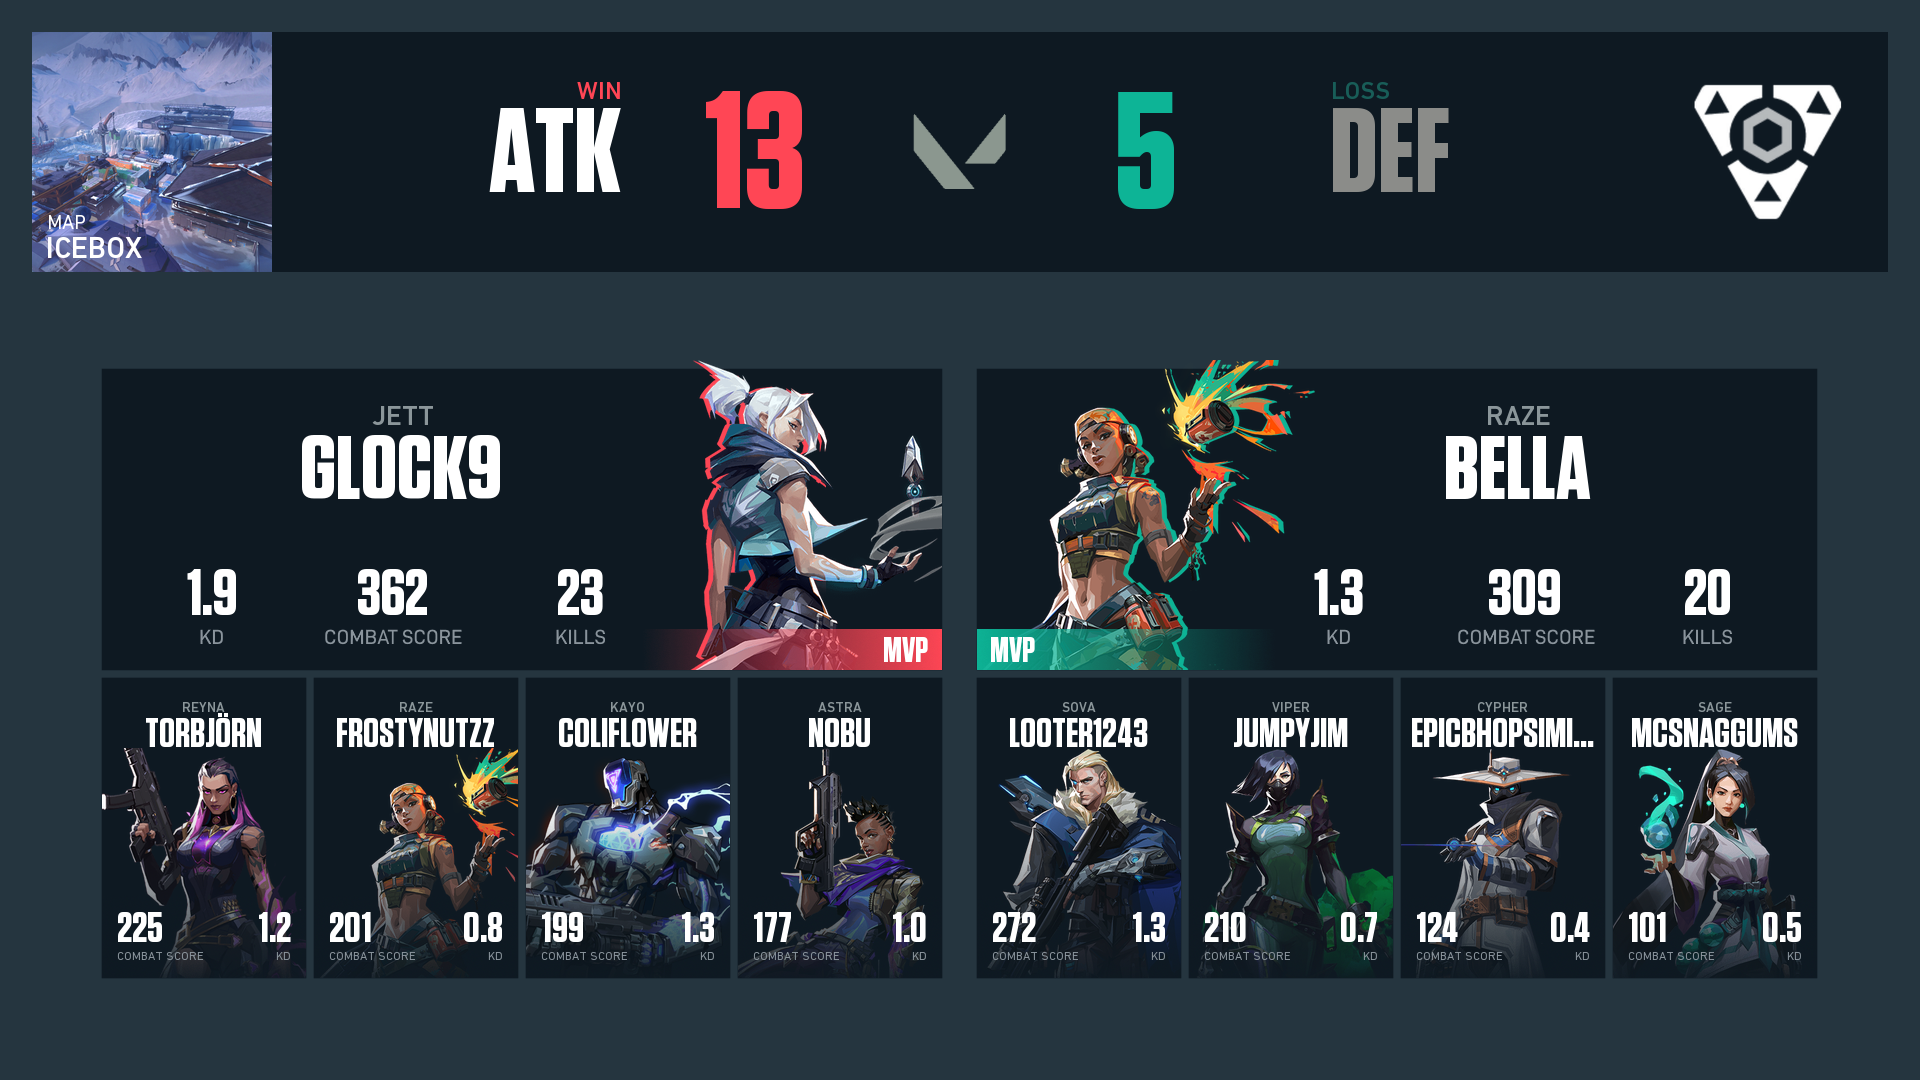 MAP
ICEBOX
WIN
ATK
13
5
LOSS
DEF
JETT
GLOCK9
1.9
KD
362
COMBAT SCORE
23
KILLS
MVP
RAZE
BELLA
MVP
1.3
KD
309
COMBAT SCORE
20
KILLS
REYNA
TORBJÖRN
225
COMBAT SCORE
1.2
KD
RAZE
FROSTYNUTZZ
201
COMBAT SCORE
0.8
KD
KAYO
COLIFLOWER
199
COMBAT SCORE
1.3
KD
ASTRA
NOBU
177
COMBAT SCORE
1.0
KD
SOVA
LOOTER1243
272
COMBAT SCORE
1.3
KD
VIPER
JUMPYJIM
210
COMBAT SCORE
0.7
KD
CYPHER
EPICBHOPSIMI...
124
COMBAT SCORE
0.4
KD
SAGE
MCSNAGGUMS
101
COMBAT SCORE
0.5
KD